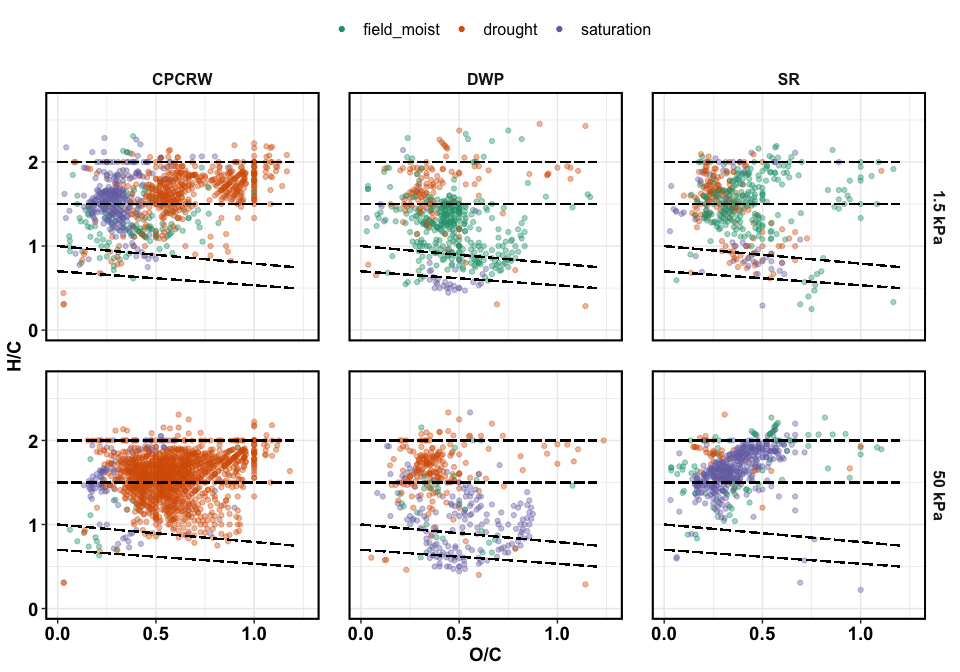 field_moist drought saturation
CPCRW DWP SR
2
1
0
1.5 kPa
H/C
2
1
0
50 kPa
0.0 0.5 1.0 0.0 0.5 1.0 0.0 0.5 1.0
O/C